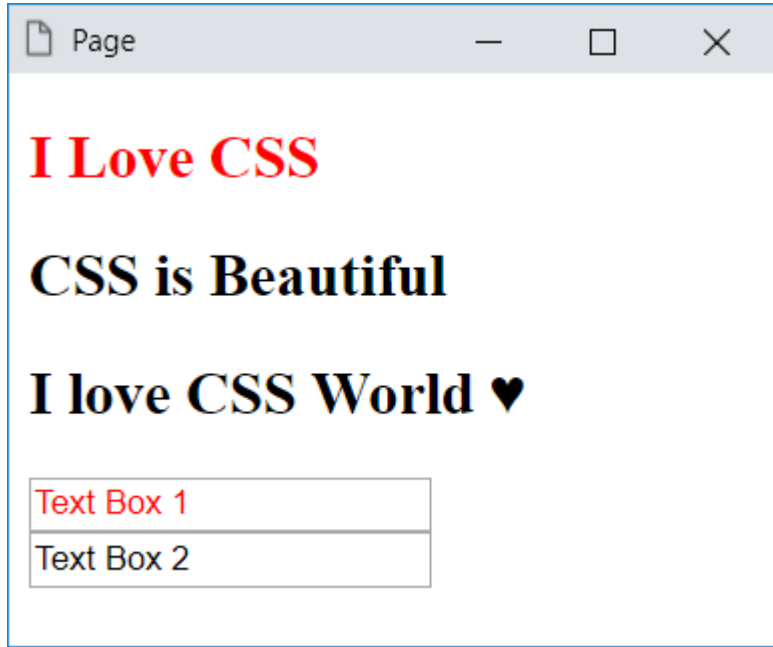 Page
I Love CSS
CSS is Beautiful
I love CSS World ♥
Text Box 1
Text Box 2